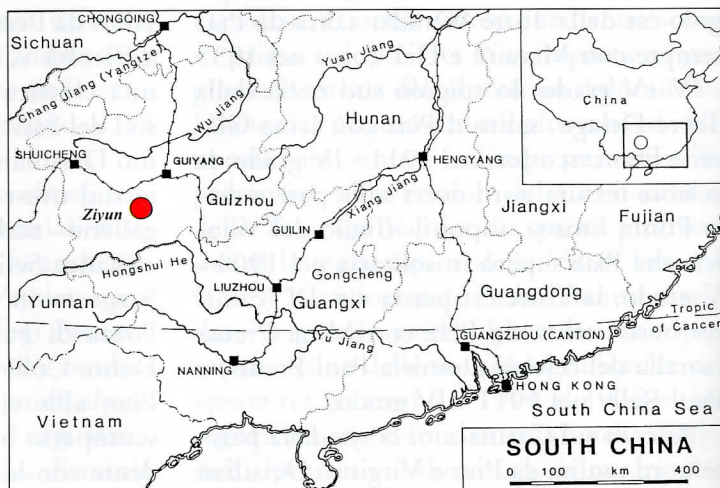 CHONGQING
Sichuan
Chang Jiang (Yangtze)
Wu Jiang
Yuan Jiang
Hunan
China
SHUICHENG
GUIYANG
HENGYANG
Ziyun
Guizhou
Xiang Jiang
Jiangxi
Fujian
GUILIN
Hongshui He
Gongcheng
Yunnan
LIUZHOU
Guangxi
Guangdong
Tropic
of Cancer
Yu Jiang
GUANGZHOU (CANTON)
NANNING
HONG KONG
Vietnam
South China Sea
SOUTH CHINA
0 100 km 400